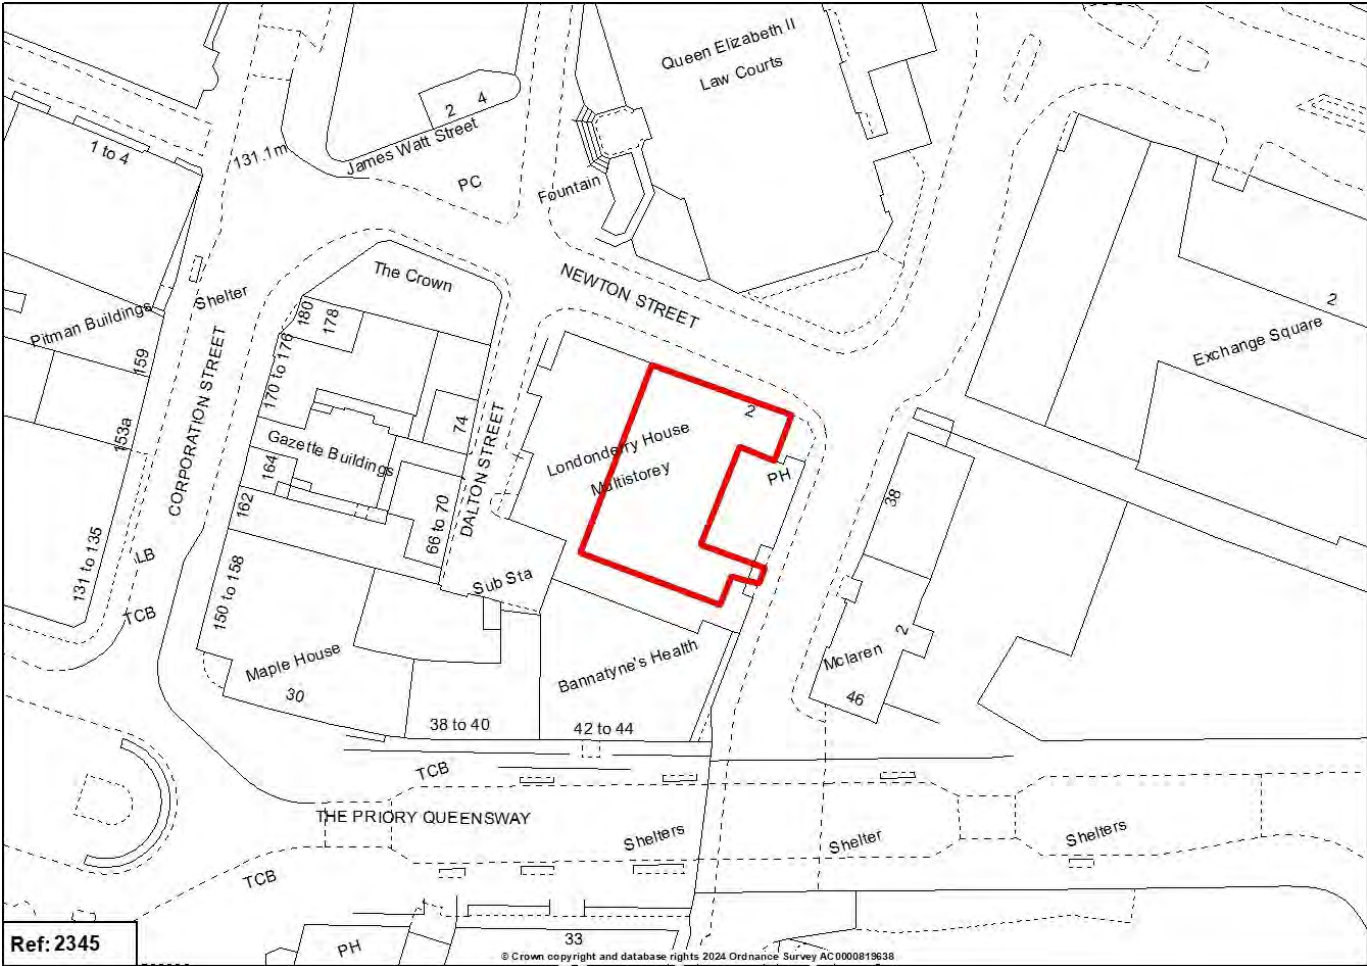 Queen Elizabeth II
Law Courts
2 4
James Watt Street
1 to 4
131.1m
PC
Fountain
The Crown
NEWTON STREET
Shelter
Pitman Buildings
180
178
2
Exchange Square
159
170 to 176
CORPORATION STREET
153a
74
DALTON STREET
Gazette Buildings
164
162
2
Londonderry House
Multistorey
PH
38
66 to 70
131 to 135
LB
TCB
150 to 158
Sub Sta
Maple House
30
Bannatyne's Health
Mclaren
2
46
38 to 40
42 to 44
TCB
THE PRIORY QUEENSWAY
Shelters
Shelter
Shelters
TCB
PH
33
Ref: 2345
© Crown copyright and database rights 2024 Ordnance Survey AC0000819638